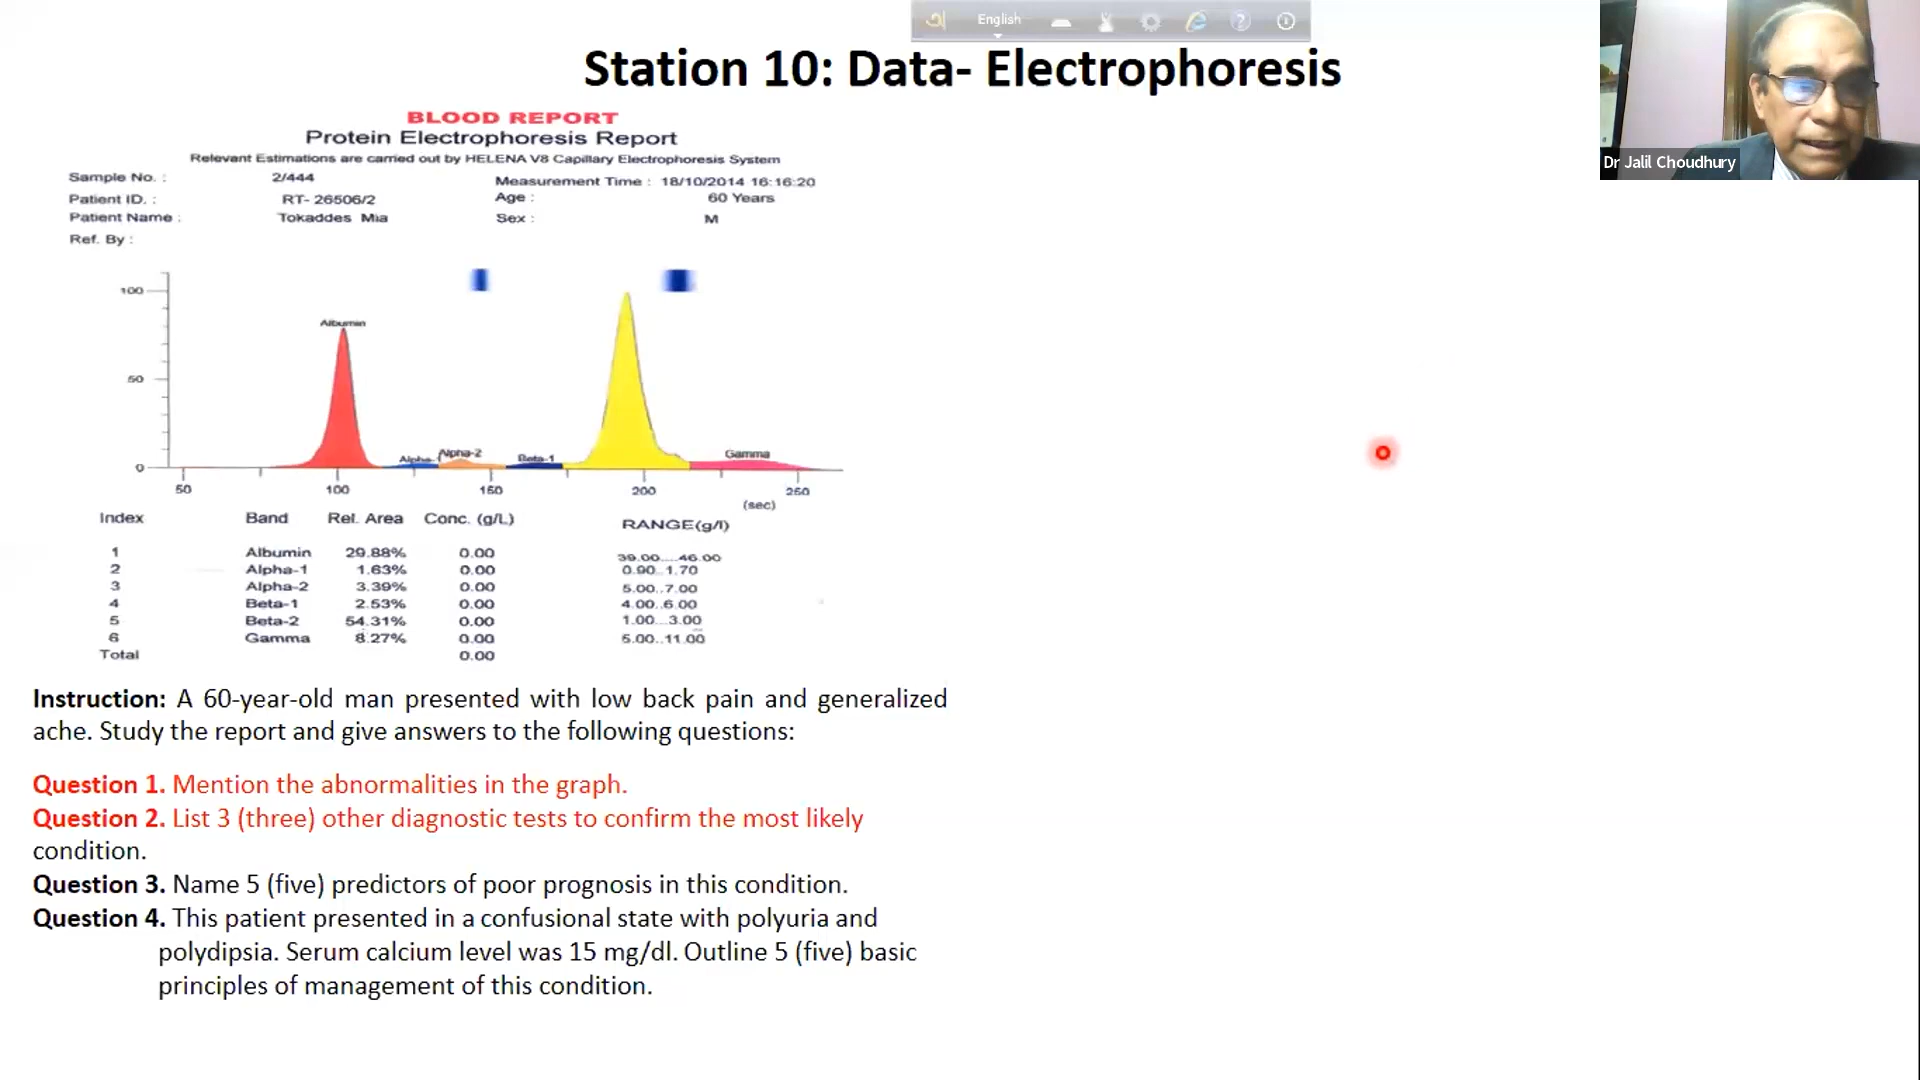 English
Station 10: Data- Electrophoresis
Dr Jalil Choudhury
BLOOD REPORT
Protein Electrophoresis Report
Relevant Estimations are carried out by HELENA V8 Capillary Electrophoresis System
Sample No. : 2/444 Measurement Time : 18/10/2014 16:16:20
Patient ID. : RT- 26506/2 Age : 60 Years
Patient Name : Tokaddes Mia Sex : M
Ref. By :
100
Albumin
50
Alpha-1 Alpha-2 Beta-1 Gamma
0
50 100 150 200 250
(sec)
Index Band Rel. Area Conc. (g/L) RANGE(g/l)
1 Albumin 29.88% 0.00 39.00....46.00
2 Alpha-1 1.63% 0.00 0.90..1.70
3 Alpha-2 3.39% 0.00 5.00..7.00
4 Beta-1 2.53% 0.00 4.00..6.00
5 Beta-2 54.31% 0.00 1.00...3.00
6 Gamma 8.27% 0.00 5.00..11.00
Total 0.00
Instruction: A 60-year-old man presented with low back pain and generalized
ache. Study the report and give answers to the following questions:
Question 1. Mention the abnormalities in the graph.
Question 2. List 3 (three) other diagnostic tests to confirm the most likely
condition.
Question 3. Name 5 (five) predictors of poor prognosis in this condition.
Question 4. This patient presented in a confusional state with polyuria and
polydipsia. Serum calcium level was 15 mg/dl. Outline 5 (five) basic
principles of management of this condition.